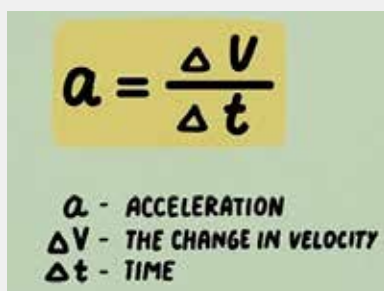 a = ΔV/Δt
a - ACCELERATION
ΔV - THE CHANGE IN VELOCITY
Δt - TIME